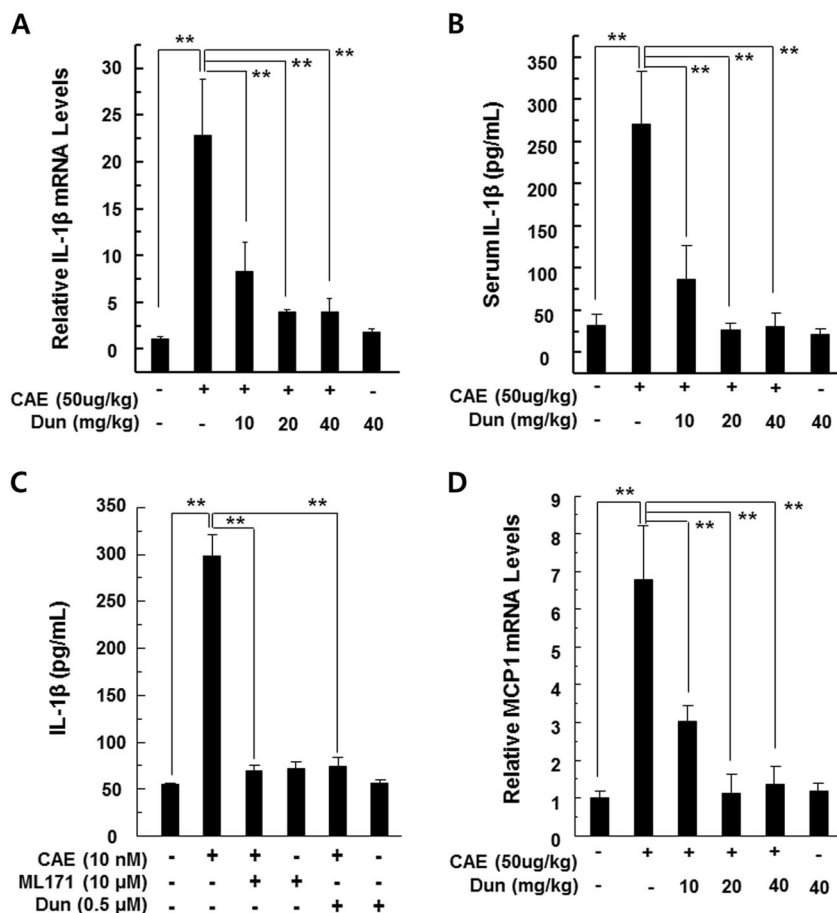 A
Relative IL-1β mRNA Levels
30
25
20
15
10
5
0
** ** ** **
CAE (50ug/kg) - + + + + -
Dun (mg/kg) - - 10 20 40 40
B
Serum IL-1β (pg/mL)
350
300
250
350
150
100
50
0
** ** ** **
CAE (50ug/kg) - + + + + -
Dun (mg/kg) - - 10 20 40 40
C
IL-1β (pg/mL)
350
300
250
200
150
100
50
0
** ** **
CAE (10 nM) - + + - + -
ML171 (10 μM) - - + + - -
Dun (0.5 μM) - - - - + +
D
Relative MCP1 mRNA Levels
9
8
7
6
5
4
3
2
1
0
** ** ** **
CAE (50ug/kg) - + + + + -
Dun (mg/kg) - - 10 20 40 40